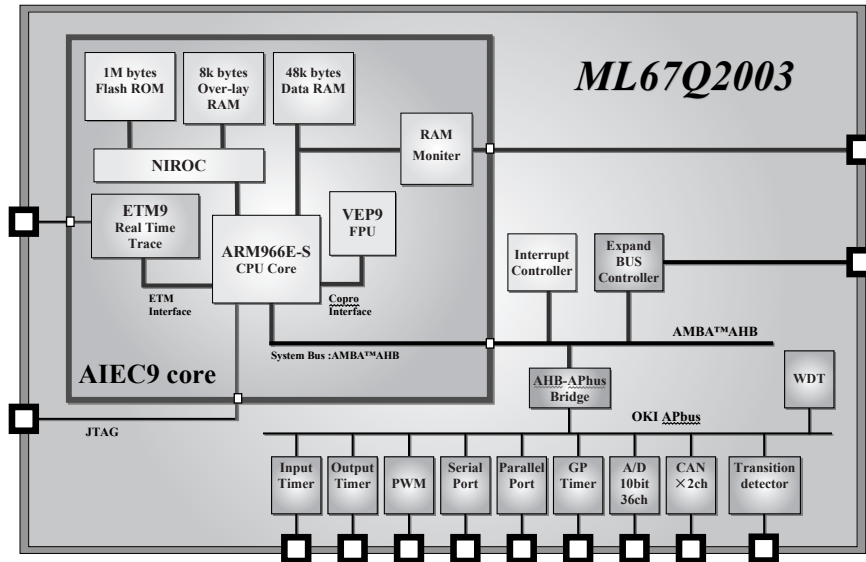 ML67Q2003
1M bytes
Flash ROM
8k bytes
Over-lay
RAM
48k bytes
Data RAM
RAM
Moniter
NIROC
ETM9
Real Time
Trace
ARM966E-S
CPU Core
VEP9
FPU
ETM
Interface
Copro
Interface
Interrupt
Controller
Expand
BUS
Controller
System Bus :AMBA™AHB
AMBA™AHB
AIEC9 core
AHB-APhus
Bridge
WDT
JTAG
OKI APbus
Input
Timer
Output
Timer
PWM
Serial
Port
Parallel
Port
GP
Timer
A/D
10bit
36ch
CAN
×2ch
Transition
detector